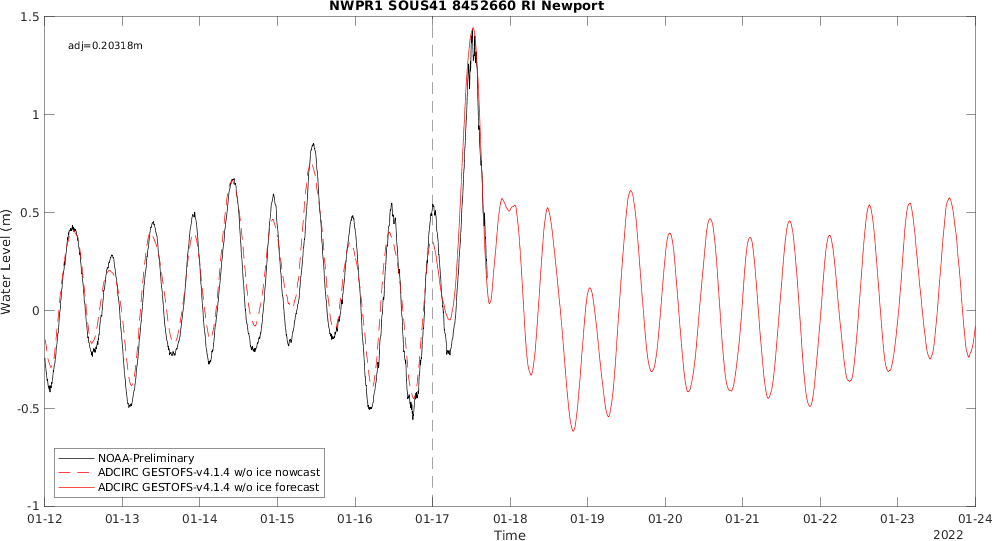 NWPR1 SOUS41 8452660 RI Newport
adj=0.20318m
Water Level (m)
1.5
1
0.5
0
-0.5
-1
NOAA-Preliminary
ADCIRC GESTOFS-v4.1.4 w/o ice nowcast
ADCIRC GESTOFS-v4.1.4 w/o ice forecast
01-12 01-13 01-14 01-15 01-16 01-17 01-18 01-19 01-20 01-21 01-22 01-23 01-24
Time
2022